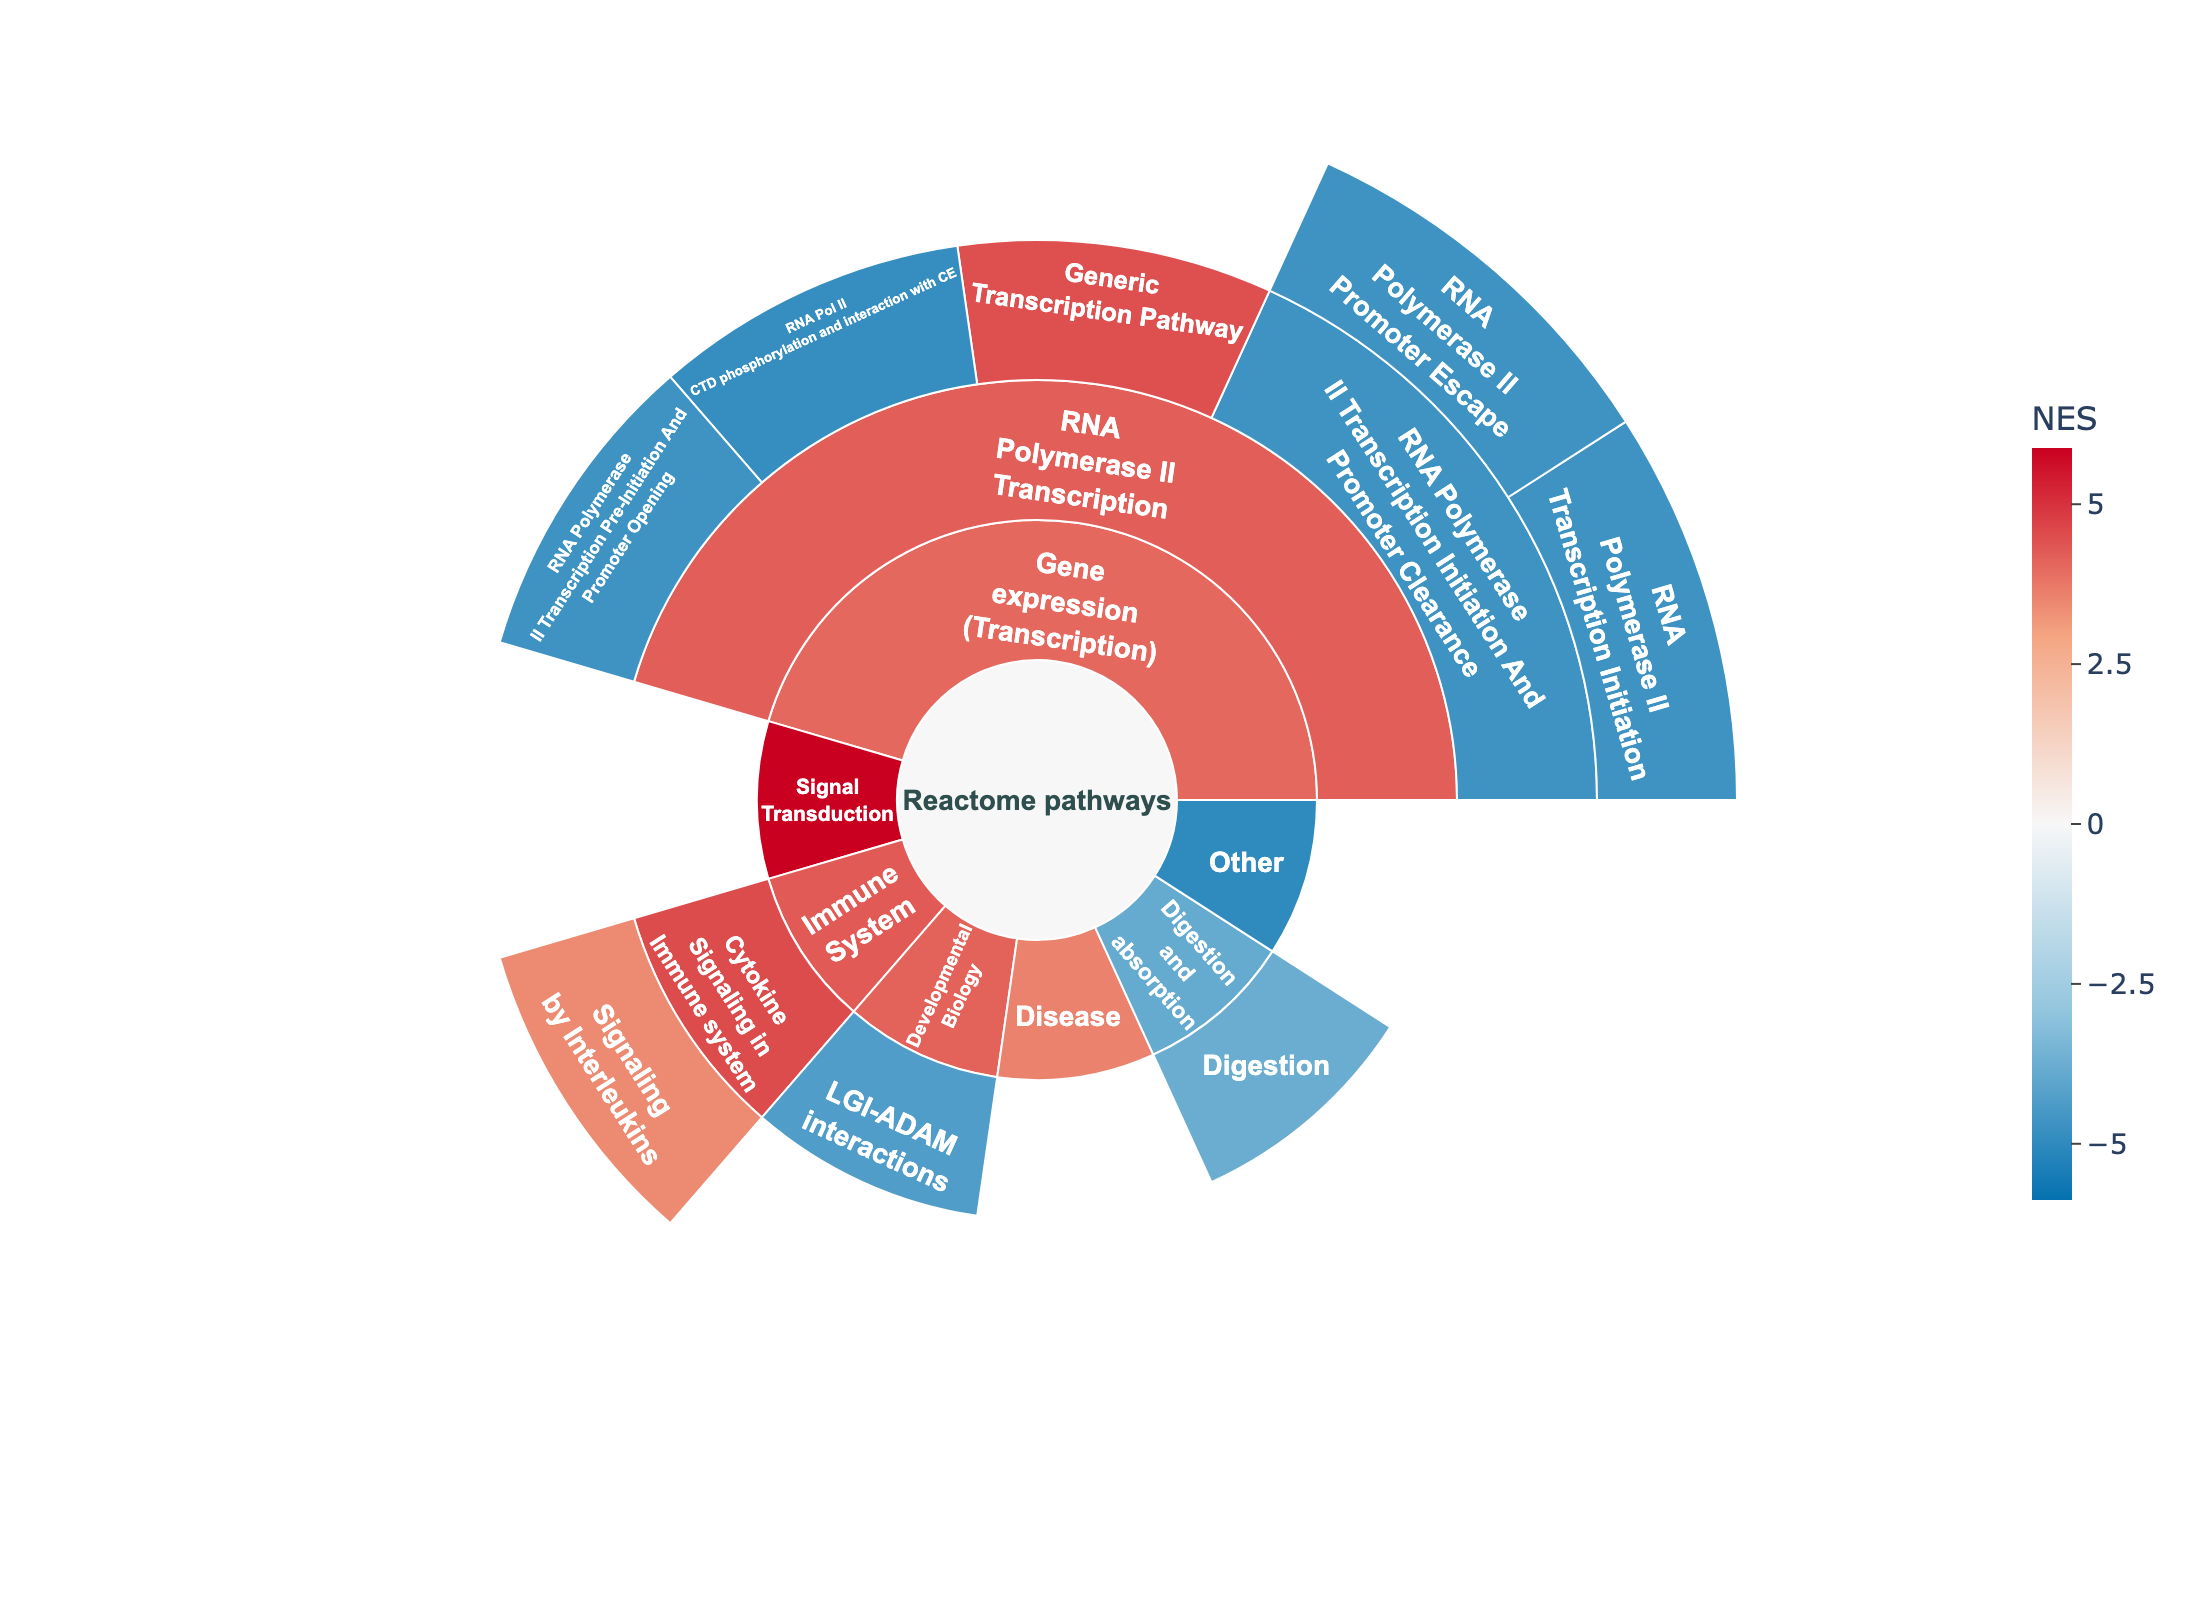 RNA
Polymerase II
Promoter Escape
Generic
Transcription Pathway
RNA Pol II
CTD phosphorylation and interaction with CE
RNA Polymerase
II Transcription Pre-Initiation And
Promoter Opening
RNA
Polymerase II
Transcription
RNA Polymerase
II Transcription Initiation And
Promoter Clearance
RNA
Polymerase II
Transcription Initiation
Gene
expression
(Transcription)
Signal
Transduction
Reactome pathways
Other
Immune
System
Developmental
Biology
Disease
Digestion
and
absorption
Cytokine
Signaling in
Immune system
Signaling
by Interleukins
LGI-ADAM
interactions
Digestion
NES
5
2.5
0
−2.5
−5